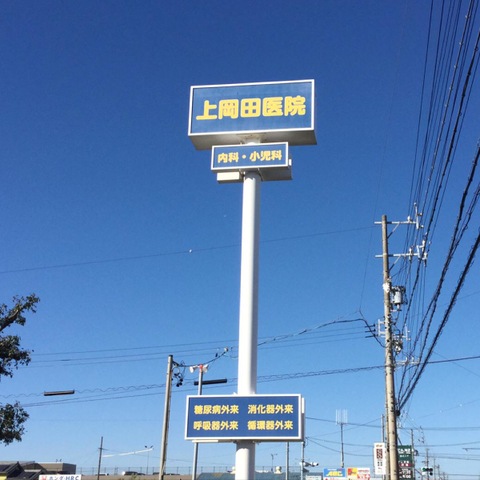 上岡田医院
内科・小児科
糖尿病外来 消化器外来
呼吸器外来 循環器外来